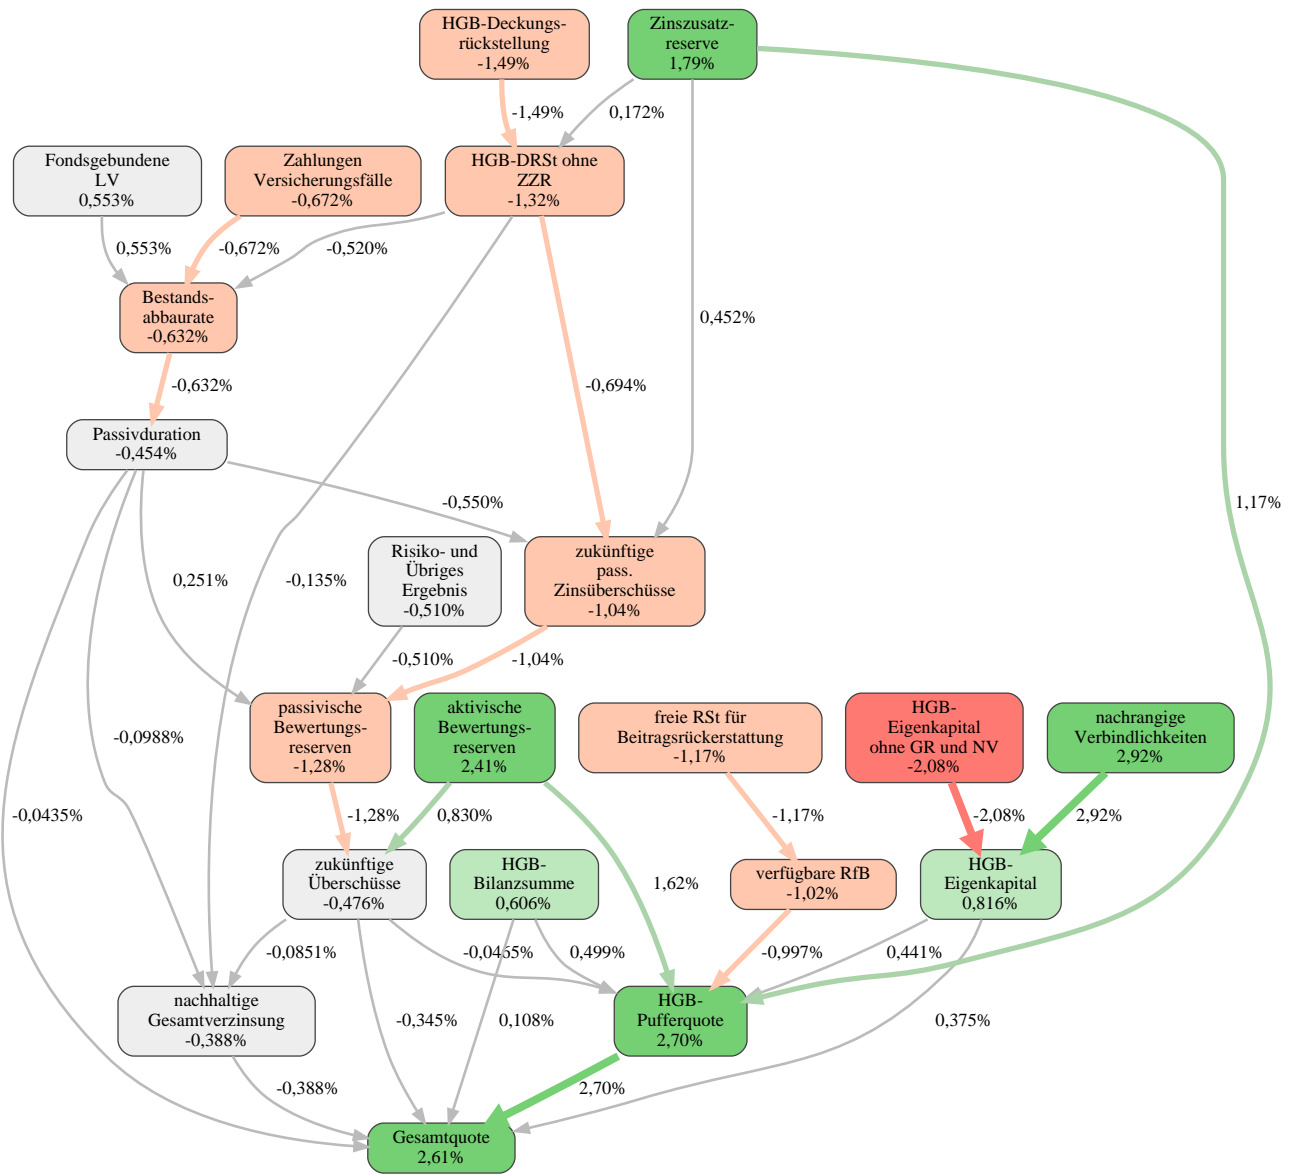 HGB-Deckungs-
rückstellung
-1,49%
Zinszusatz-
reserve
1,79%
-1,49%
0,172%
Fondsgebundene
LV
0,553%
Zahlungen
Versicherungsfälle
-0,672%
HGB-DRSt ohne
ZZR
-1,32%
0,553%
-0,672%
-0,520%
Bestands-
abbaurate
-0,632%
0,452%
-0,632%
-0,694%
Passivduration
-0,454%
-0,550%
1,17%
Risiko- und
Übriges
Ergebnis
-0,510%
zukünftige
pass.
Zinsüberschüsse
-1,04%
0,251%
-0,135%
-0,510%
-1,04%
passivische
Bewertungs-
reserven
-1,28%
aktivische
Bewertungs-
reserven
2,41%
freie RSt für
Beitragsrückerstattung
-1,17%
HGB-
Eigenkapital
ohne GR und NV
-2,08%
nachrangige
Verbindlichkeiten
2,92%
-0,0988%
-0,0435%
-1,28%
0,830%
-1,17%
-2,08%
2,92%
zukünftige
Überschüsse
-0,476%
HGB-
Bilanzsumme
0,606%
1,62%
verfügbare RfB
-1,02%
HGB-
Eigenkapital
0,816%
-0,0851%
-0,0465%
0,499%
-0,997%
0,441%
nachhaltige
Gesamtverzinsung
-0,388%
-0,345%
0,108%
HGB-
Pufferquote
2,70%
0,375%
-0,388%
2,70%
Gesamtquote
2,61%